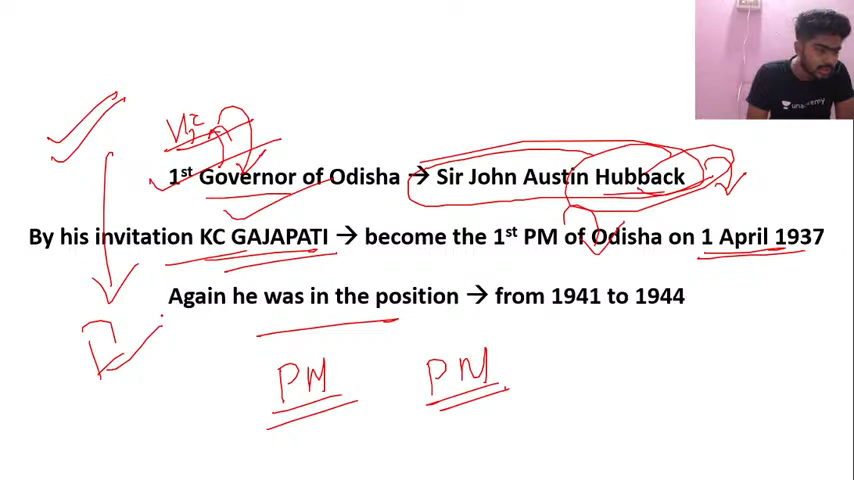 1st Governor of Odisha → Sir John Austin Hubback
By his invitation KC GAJAPATI → become the 1st PM of Odisha on 1 April 1937
Again he was in the position → from 1941 to 1944
PM PM